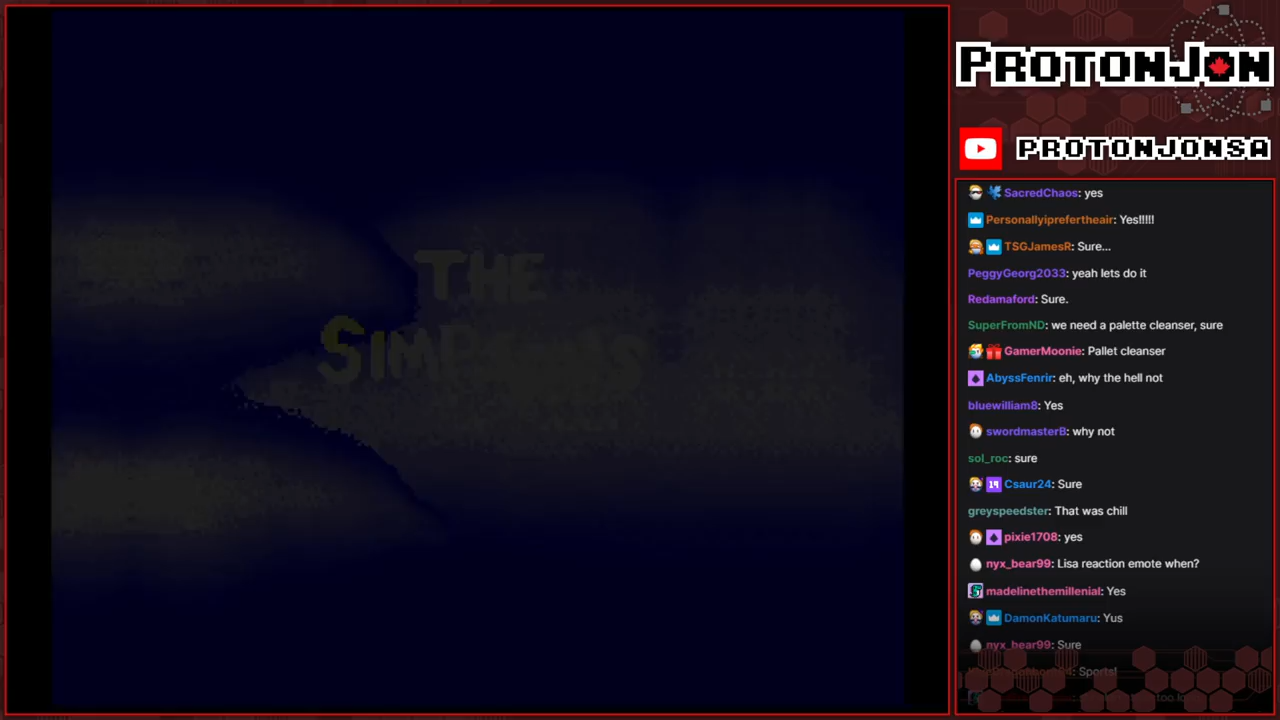 THE
SIMPSONS
PROTONJON
PROTONJONSA
SacredChaos: yes
Personallyiprefertheair: Yes!!!!!
TSGJamesR: Sure...
PeggyGeorg2033: yeah lets do it
Redamaford: Sure.
SuperFromND: we need a palette cleanser, sure
GamerMoonie: Pallet cleanser
AbyssFenrir: eh, why the hell not
bluewilliam8: Yes
swordmasterB: why not
sol_roc: sure
19 Csaur24: Sure
greyspeedster: That was chill
pixie1708: yes
nyx_bear99: Lisa reaction emote when?
madelinethemillenial: Yes
DamonKatumaru: Yus
nyx_bear99: Sure
Sports!